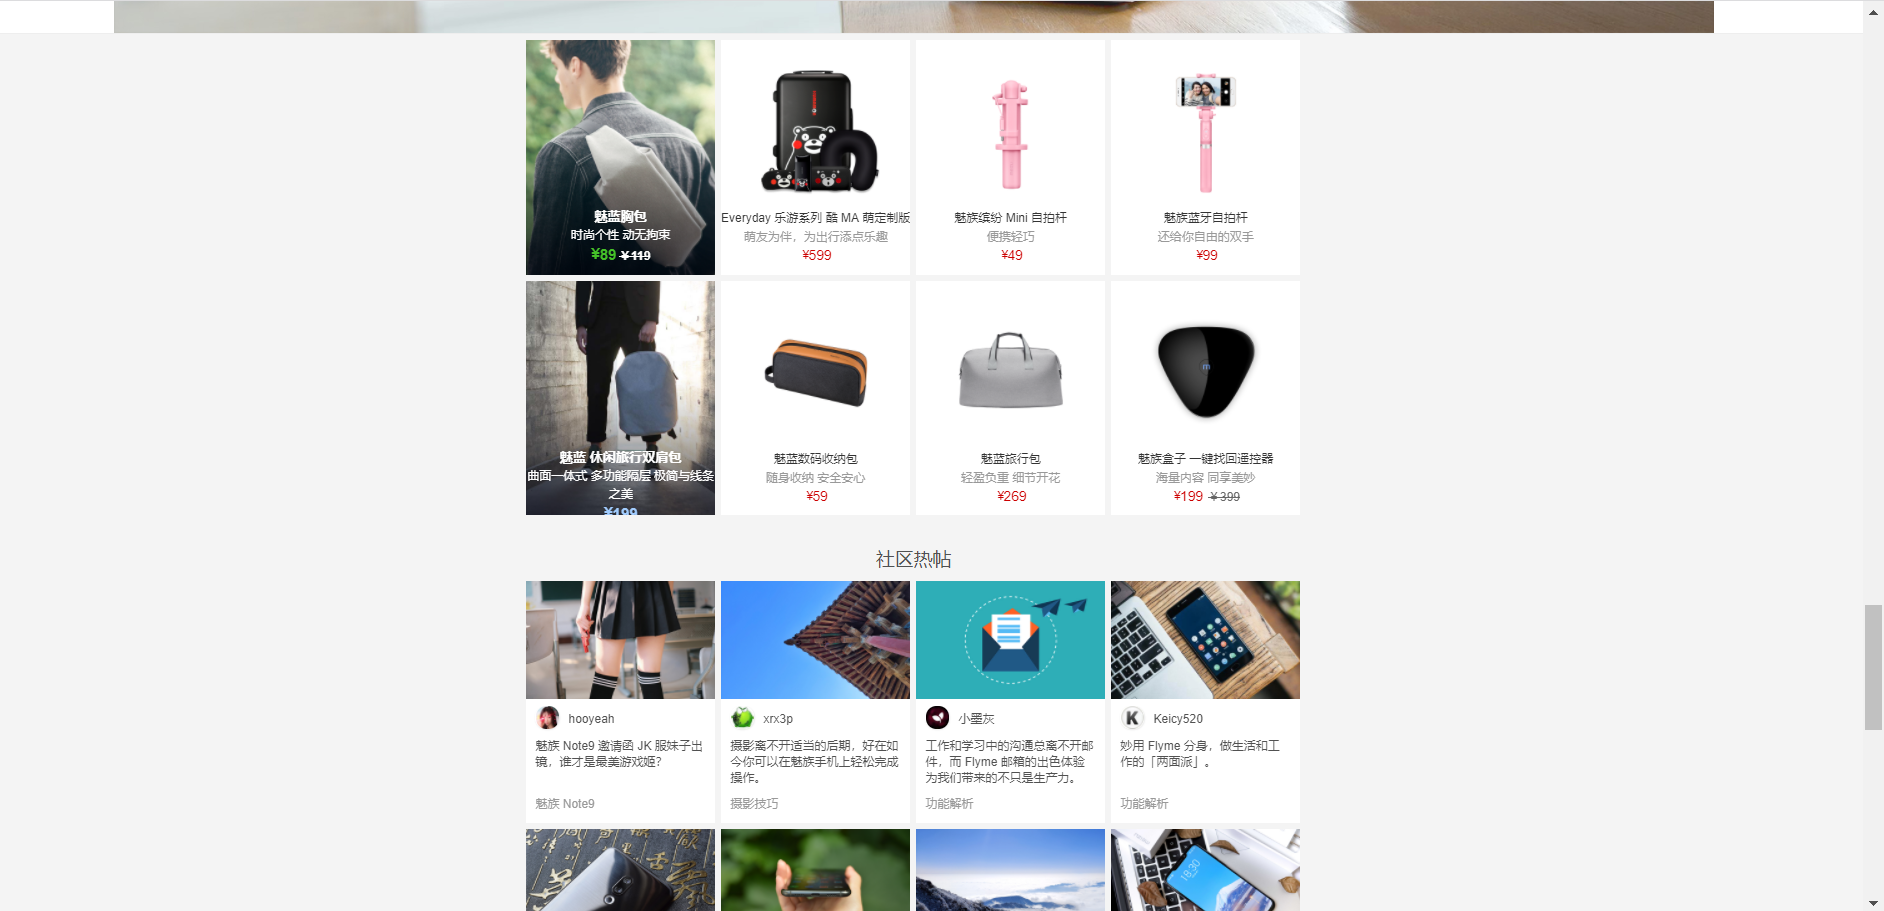 魅蓝胸包
时尚个性 动无拘束
¥89 ¥119
Everyday 乐游系列 酷 MA 萌定制版
萌友为伴，为出行添点乐趣
¥599
魅族缤纷 Mini 自拍杆
便携轻巧
¥49
魅族蓝牙自拍杆
还给你自由的双手
¥99
魅蓝 休闲旅行双肩包
曲面一体式 多功能隔层 极简与线条
之美
¥199
魅蓝数码收纳包
随身收纳 安全安心
¥59
魅蓝旅行包
轻盈负重 细节开花
¥269
魅族盒子 一键找回遥控器
海量内容 同享美妙
¥199 ¥399
社区热帖
hooyeah
魅族 Note9 邀请函 JK 服妹子出
镜，谁才是最美游戏姬？
魅族 Note9
xrx3p
摄影离不开适当的后期，好在如
今你可以在魅族手机上轻松完成
操作。
摄影技巧
小墨灰
工作和学习中的沟通总离不开邮
件，而 Flyme 邮箱的出色体验
为我们带来的不只是生产力。
功能解析
K
Keicy520
妙用 Flyme 分身，做生活和工
作的「两面派」。
功能解析
18:30